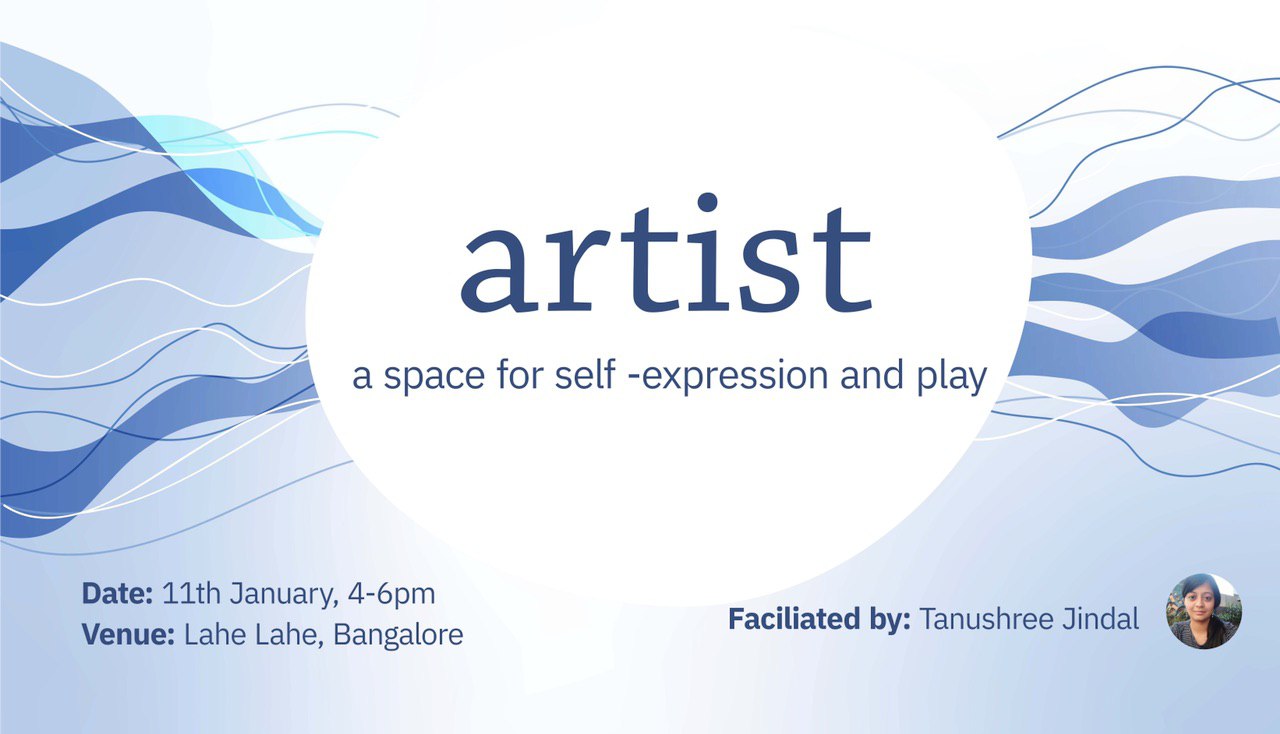 artist
a space for self -expression and play
Date: 11th January, 4-6pm
Venue: Lahe Lahe, Bangalore
Faciliated by: Tanushree Jindal